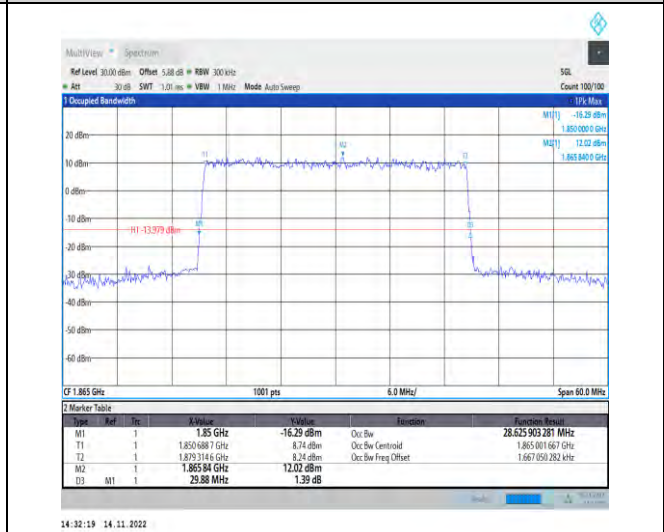 MultiView Spectrum
Ref Level 30.00 dBm Offset 5.88 dB RBW 300 kHz SGL
Att 30 dB SWT 1.01 ms VBW 1 MHz Mode Auto Sweep Count 100/100
1 Occupied Bandwidth 1Pk Max
M1[1] -16.29 dBm
1.850 000 0 GHz
M2[1] 12.02 dBm
1.865 840 0 GHz
20 dBm
10 dBm
0 dBm
-10 dBm
H1 -13.979 dBm
-20 dBm
-30 dBm
-40 dBm
-50 dBm
-60 dBm
T1
M2
T2
M1
D3
CF 1.865 GHz 1001 pts 6.0 MHz/ Span 60.0 MHz
2 Marker Table
Type Ref Trc X-Value Y-Value Function Function Result
M1 1 1.85 GHz -16.29 dBm Occ Bw 28.625 903 281 MHz
T1 1 1.850 688 7 GHz 8.74 dBm Occ Bw Centroid 1.865 001 667 GHz
T2 1 1.879 314 6 GHz 8.24 dBm Occ Bw Freq Offset 1.667 050 282 kHz
M2 1 1.865 84 GHz 12.02 dBm
D3 M1 1 29.88 MHz 1.39 dB
14:32:19 14.11.2022